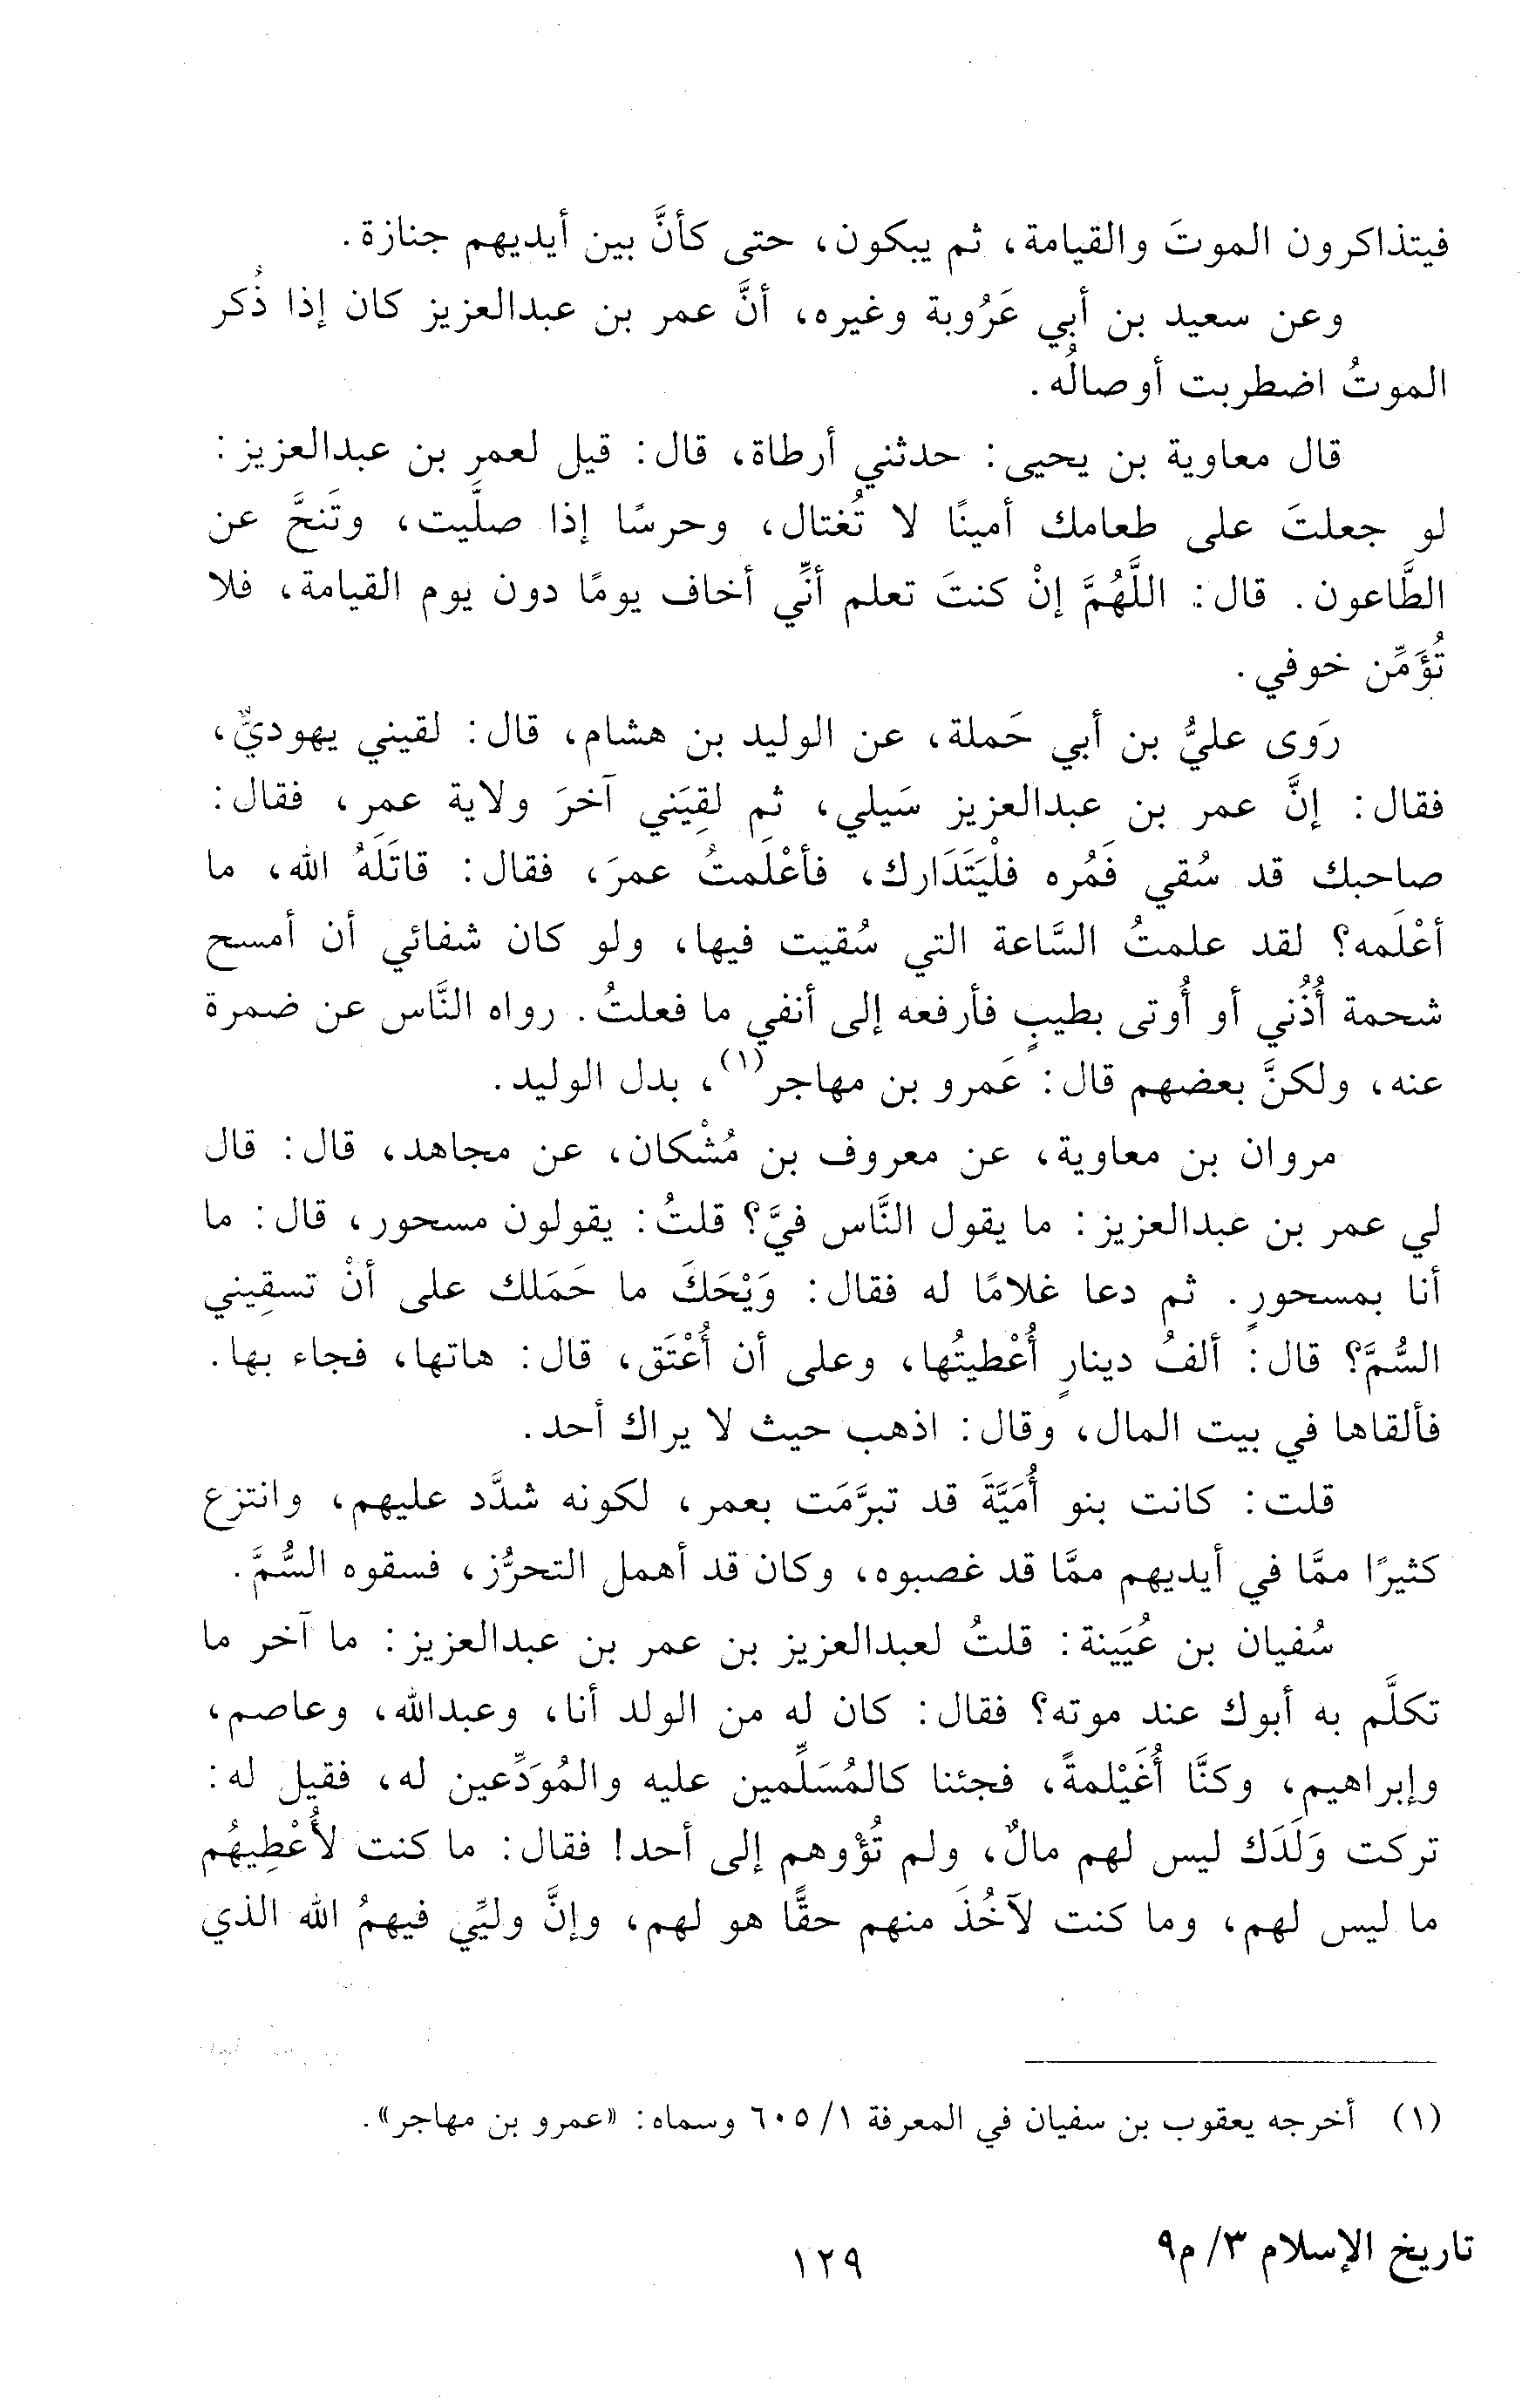 فيتذاكرون الموتَ والقيامة، ثم يبكون، حتى كأنَّ بين أيديهم جنازة.
وعن سعيد بن أبي عَرُوبة وغيره، أنَّ عمر بن عبدالعزيز كان إذا ذُكر
الموتُ اضطربت أوصالُه.
قال معاوية بن يحيى: حدثني أرطاة، قال: قيل لعمر بن عبدالعزيز:
لو جعلتَ على طعامك أمينًا لا تُغتال، وحرسًا إذا صلَّيت، وتَنحَّ عن
الطَّاعون. قال: اللَّهُمَّ إنْ كنتَ تعلم أنِّي أخاف يومًا دون يوم القيامة، فلا
تُؤَمِّن خوفي.
رَوى عليُّ بن أبي حَملة، عن الوليد بن هشام، قال: لقيني يهوديٌّ،
فقال: إنَّ عمر بن عبدالعزيز سَيلي، ثم لقِيَني آخرَ ولاية عمر، فقال:
صاحبك قد سُقي فَمُره فلْيَتَدَارك، فأعْلَمتُ عمرَ، فقال: قاتَلَهُ الله، ما
أعْلَمه؟ لقد علمتُ السَّاعة التي سُقيت فيها، ولو كان شفائي أن أمسح
شحمة أُذُني أو أُوتى بطيبٍ فأرفعه إلى أنفي ما فعلتُ. رواه النَّاس عن ضمرة
عنه، ولكنَّ بعضهم قال: عَمرو بن مهاجر(١)، بدل الوليد.
مروان بن معاوية، عن معروف بن مُشْكان، عن مجاهد، قال: قال
لي عمر بن عبدالعزيز: ما يقول النَّاس فيَّ؟ قلتُ: يقولون مسحور، قال: ما
أنا بمسحورٍ. ثم دعا غلامًا له فقال: وَيْحَكَ ما حَمَلك على أنْ تسقِيني
السُّمَّ؟ قال: ألفُ دينارٍ أُعْطيتُها، وعلى أن أُعْتَق، قال: هاتها، فجاء بها.
فألقاها في بيت المال، وقال: اذهب حيث لا يراك أحد.
قلت: كانت بنو أُمَيَّةَ قد تبرَّمَت بعمر، لكونه شدَّد عليهم، وانتزع
كثيرًا ممَّا في أيديهم ممَّا قد غصبوه، وكان قد أهمل التحرُّز، فسقوه السُّمَّ.
سُفيان بن عُيَينة: قلتُ لعبدالعزيز بن عمر بن عبدالعزيز: ما آخر ما
تكلَّم به أبوك عند موته؟ فقال: كان له من الولد أنا، وعبدالله، وعاصم،
وإبراهيم، وكنَّا أُغَيْلمةً، فجئنا كالمُسَلِّمين عليه والمُوَدِّعين له، فقيل له:
تركت وَلَدَك ليس لهم مالٌ، ولم تُؤْوهم إلى أحد! فقال: ما كنت لأُعْطِيهُم
ما ليس لهم، وما كنت لآخُذَ منهم حقًّا هو لهم، وإنَّ وليِّي فيهمُ الله الذي
(١) أخرجه يعقوب بن سفيان في المعرفة ١/ ٦٠٥ وسماه: «عمرو بن مهاجر».
تاريخ الإسلام ٣/ م٩
١٢٩